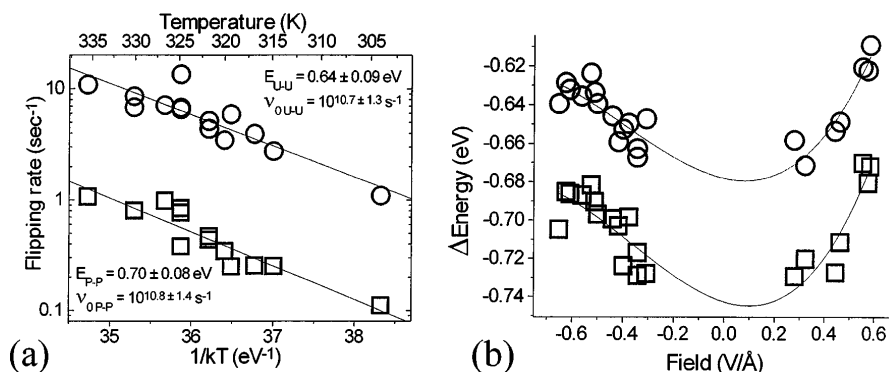 Temperature (K)
335 330 325 320 315 310 305
10
1
0.1
Flipping rate (sec⁻¹)
E_U-U = 0.64 ± 0.09 eV
ν_0 U-U = 10^10.7 ± 1.3 s⁻¹
E_P-P = 0.70 ± 0.08 eV
ν_0 P-P = 10^10.8 ± 1.4 s⁻¹
35 36 37 38
1/kT (eV⁻¹)
(a)
-0.62
-0.64
-0.66
-0.68
-0.70
-0.72
-0.74
ΔEnergy (eV)
-0.6 -0.4 -0.2 0.0 0.2 0.4 0.6
Field (V/Å)
(b)